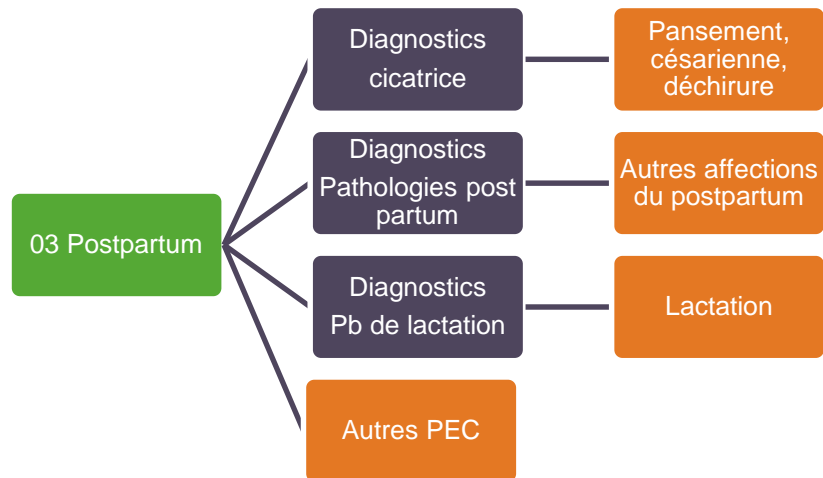 03 Postpartum
Diagnostics
cicatrice
Pansement,
césarienne,
déchirure
Diagnostics
Pathologies post
partum
Autres affections
du postpartum
Diagnostics
Pb de lactation
Lactation
Autres PEC